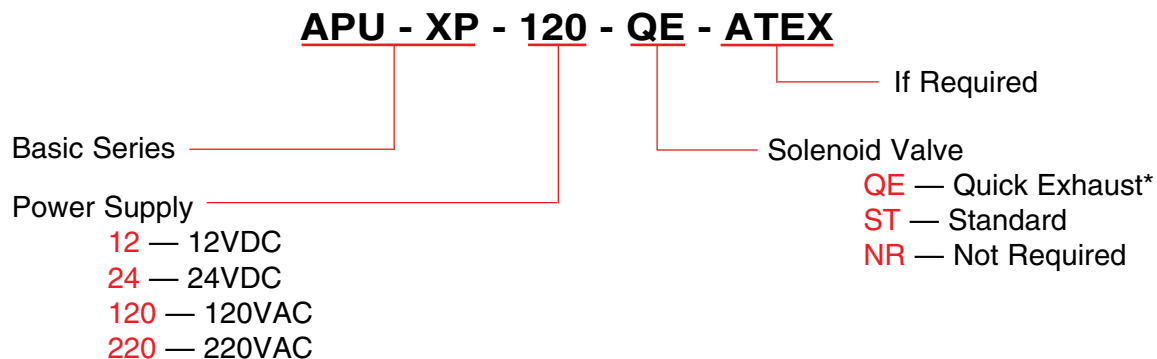 APU - XP - 120 - QE - ATEX
If Required
Basic Series
Solenoid Valve
QE — Quick Exhaust*
ST — Standard
NR — Not Required
Power Supply
12 — 12VDC
24 — 24VDC
120 — 120VAC
220 — 220VAC